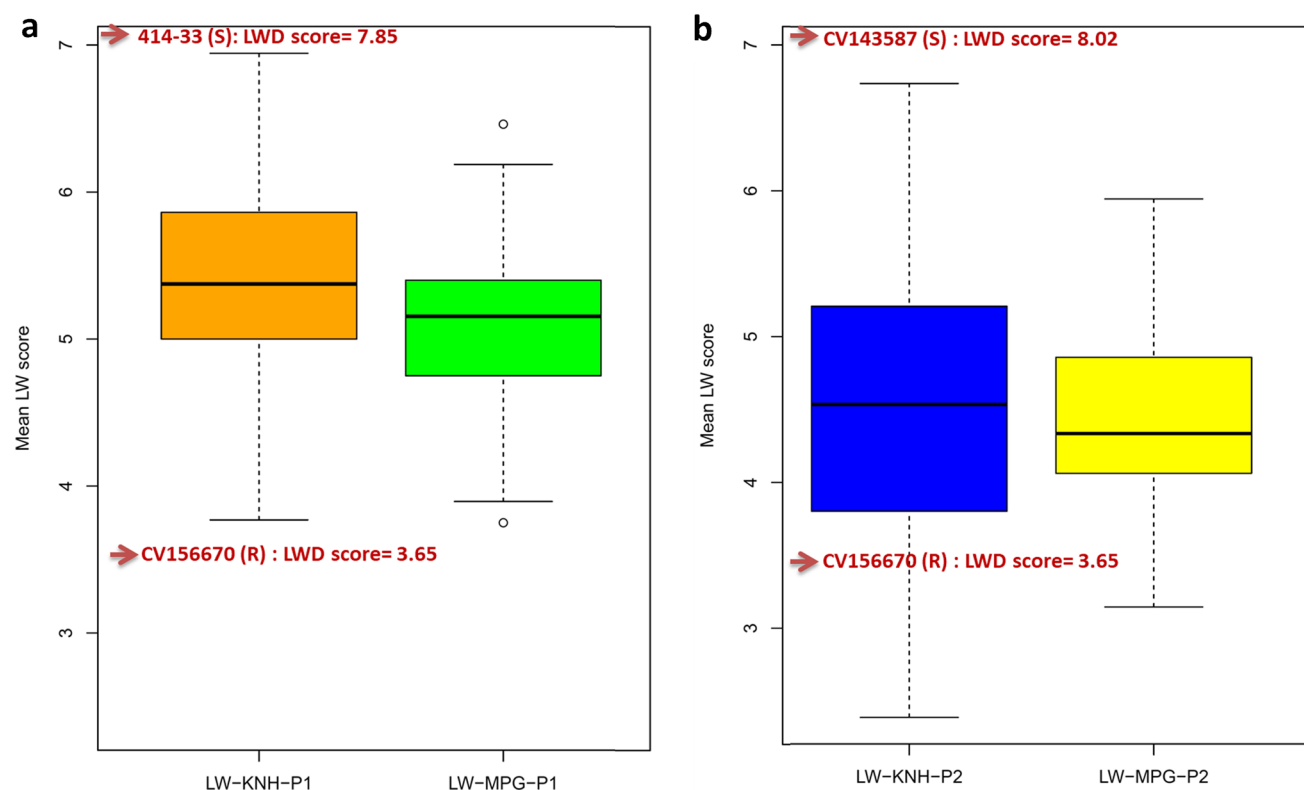 a
414-33 (S): LWD score= 7.85
7
6
5
4
3
Mean LW score
CV156670 (R) : LWD score= 3.65
LW-KNH-P1
LW-MPG-P1
b
CV143587 (S) : LWD score= 8.02
7
6
5
4
3
Mean LW score
CV156670 (R) : LWD score= 3.65
LW-KNH-P2
LW-MPG-P2